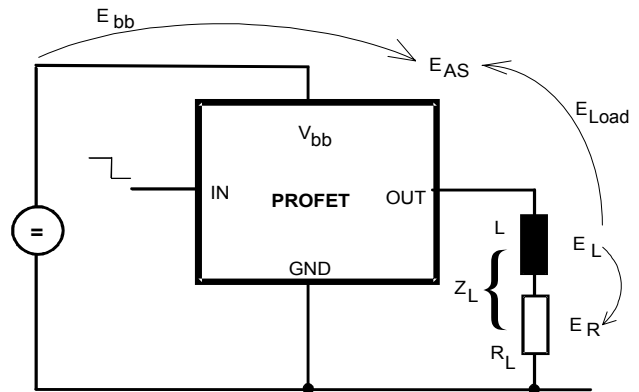 E bb
E AS
E Load
V bb
IN
PROFET
OUT
=
L
E L
GND
Z L
{
E R
R L